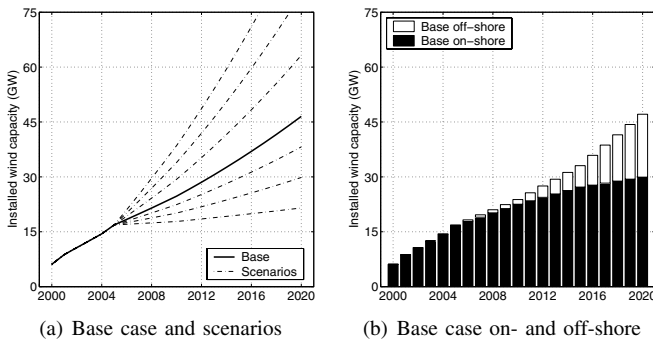 75
60
45
30
15
0
Installed wind capacity (GW)
2000 2004 2008 2012 2016 2020
Base
Scenarios
(a) Base case and scenarios
75
60
45
30
15
0
Installed wind capacity (GW)
2000 2004 2008 2012 2016 2020
Base off−shore
Base on−shore
(b) Base case on- and off-shore